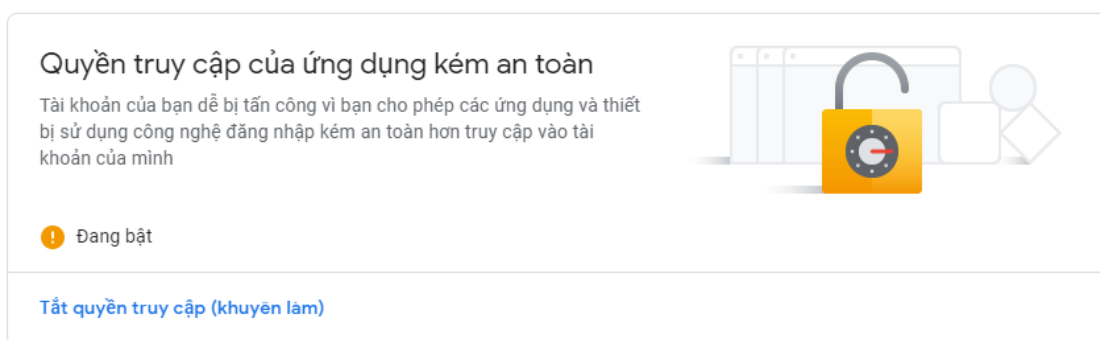 Quyền truy cập của ứng dụng kém an toàn
Tài khoản của bạn dễ bị tấn công vì bạn cho phép các ứng dụng và thiết
bị sử dụng công nghệ đăng nhập kém an toàn hơn truy cập vào tài
khoản của mình
Đang bật
Tắt quyền truy cập (khuyên làm)